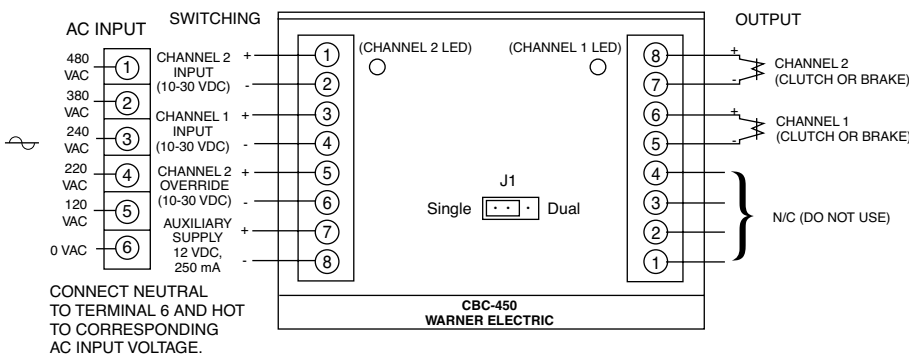 AC INPUT
480
VAC
1
380
VAC
2
240
VAC
3
220
VAC
4
120
VAC
5
0 VAC
6
CONNECT NEUTRAL
TO TERMINAL 6 AND HOT
TO CORRESPONDING
AC INPUT VOLTAGE.
SWITCHING
CHANNEL 2
INPUT
(10-30 VDC)
+
-
CHANNEL 1
INPUT
(10-30 VDC)
+
-
CHANNEL 2
OVERRIDE
(10-30 VDC)
+
-
AUXILIARY
SUPPLY
12 VDC,
250 mA
+
-
1
2
3
4
5
6
7
8
(CHANNEL 2 LED)
(CHANNEL 1 LED)
J1
Single
Dual
CBC-450
WARNER ELECTRIC
OUTPUT
8
7
6
5
4
3
2
1
+
-
CHANNEL 2
(CLUTCH OR BRAKE)
+
-
CHANNEL 1
(CLUTCH OR BRAKE)
N/C (DO NOT USE)